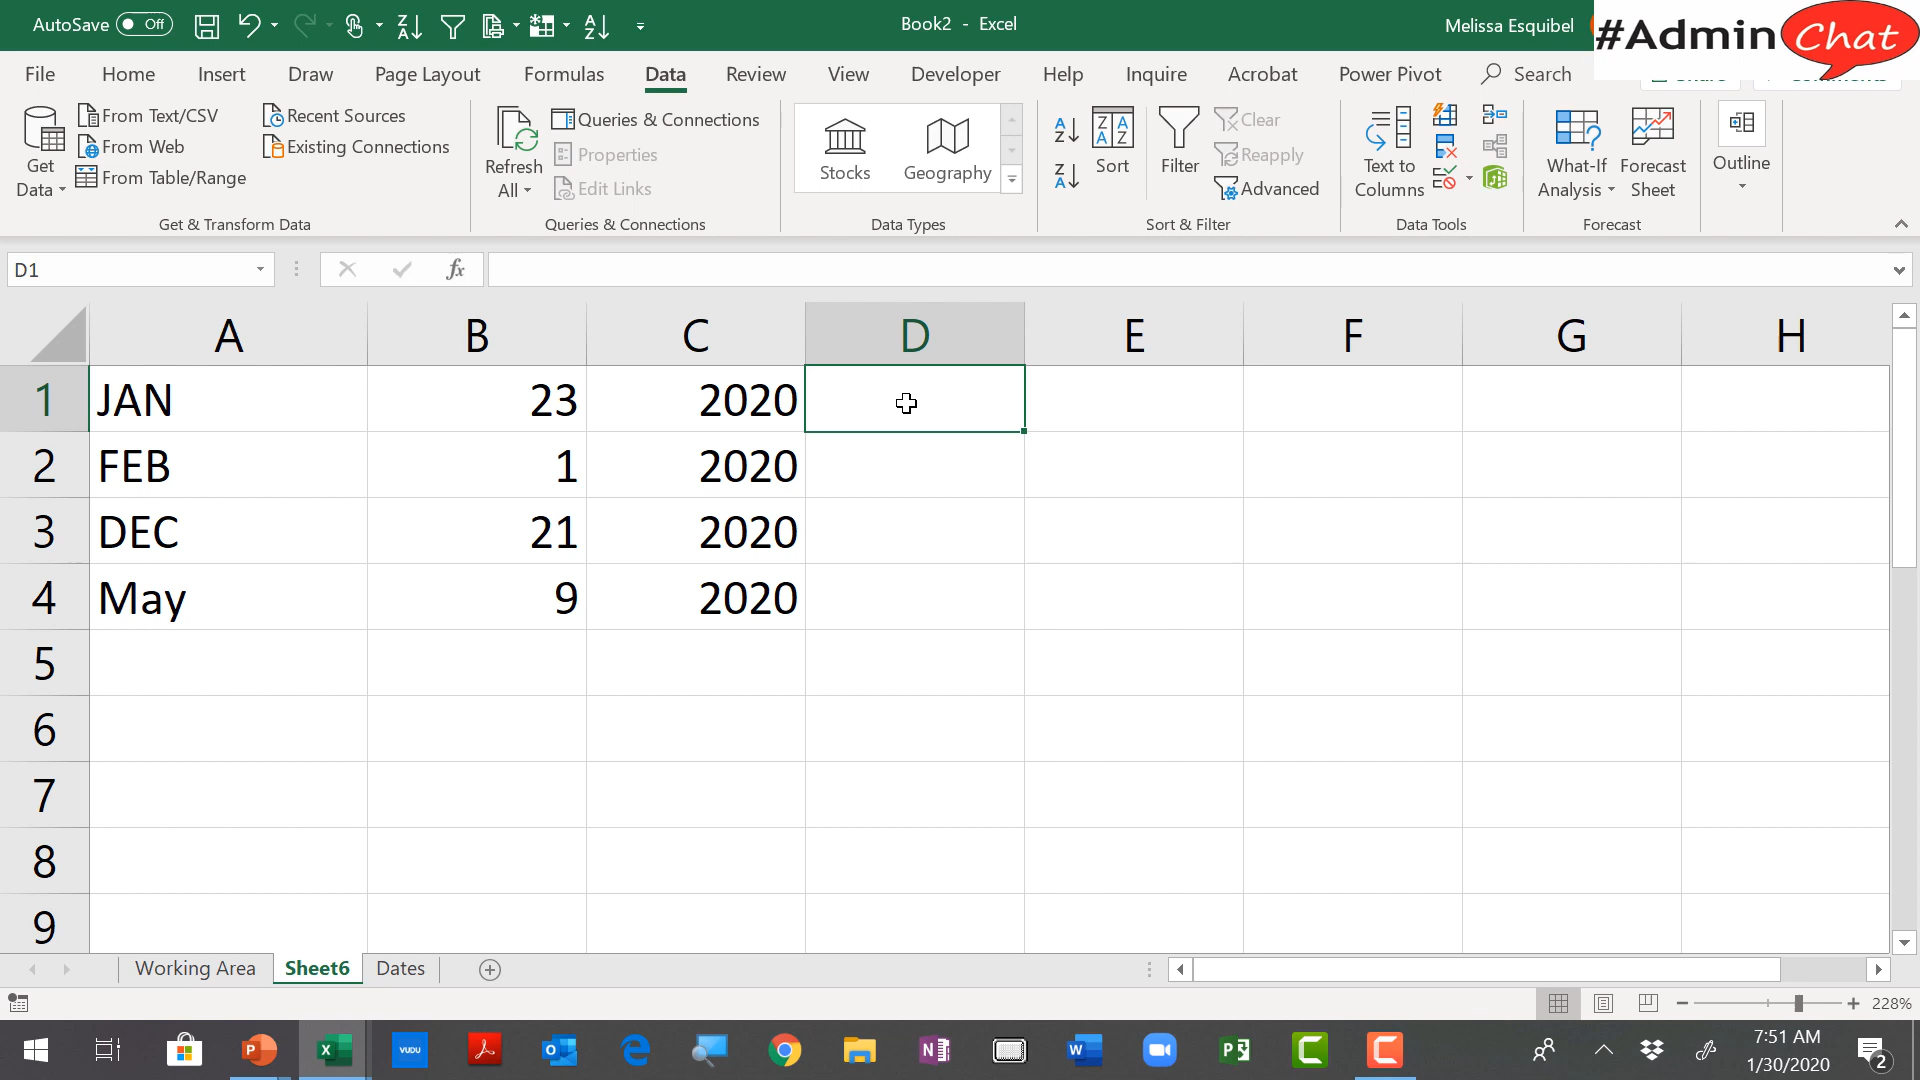 AutoSave Off
Book2 - Excel
Melissa Esquibel
#Admin Chat
File Home Insert Draw Page Layout Formulas Data Review View Developer Help Inquire Acrobat Power Pivot Search
Get Data
From Text/CSV
From Web
From Table/Range
Recent Sources
Existing Connections
Get & Transform Data
Refresh All
Queries & Connections
Properties
Edit Links
Queries & Connections
Stocks
Geography
Data Types
Sort
Filter
Clear
Reapply
Advanced
Sort & Filter
Text to Columns
Data Tools
What-If Analysis
Forecast Sheet
Forecast
Outline
D1
fx
A B C D E F G H
1 JAN 23 2020
2 FEB 1 2020
3 DEC 21 2020
4 May 9 2020
5
6
7
8
9
Working Area Sheet6 Dates
228%
7:51 AM
1/30/2020
2